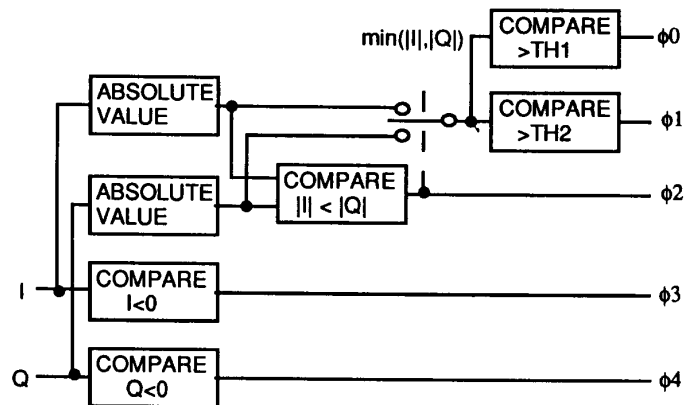 min(|I|,|Q|)
COMPARE
>TH1
ϕ0
ABSOLUTE
VALUE
COMPARE
>TH2
ϕ1
ABSOLUTE
VALUE
COMPARE
|I| < |Q|
ϕ2
I
COMPARE
I<0
ϕ3
Q
COMPARE
Q<0
ϕ4